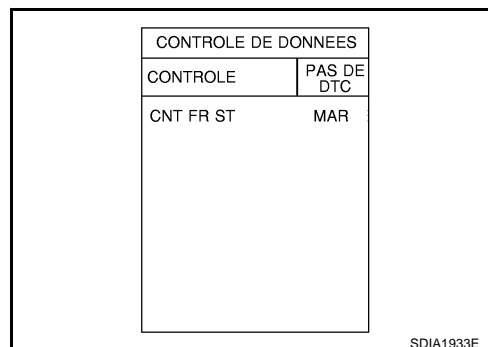 CONTROLE DE DONNEES
CONTROLE PAS DE DTC
CNT FR ST MAR
SDIA1933E